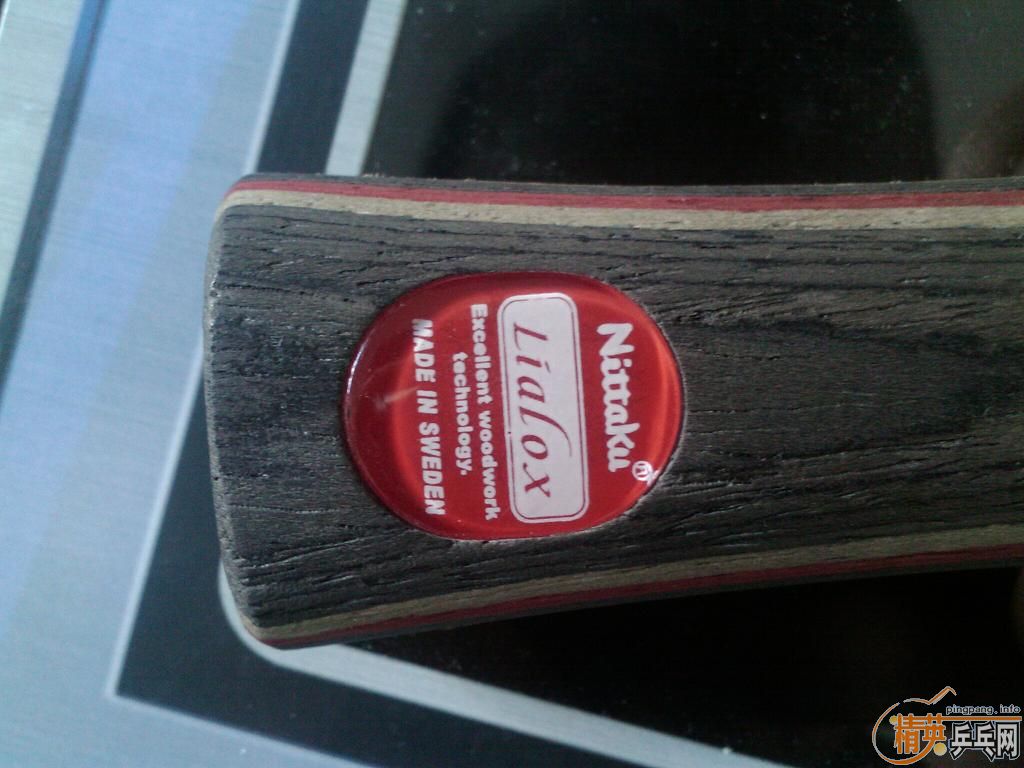 Nittaku®
Lialox
Excellent woodwork
technology.
MADE IN SWEDEN
pingpang.info
精英乒乓网